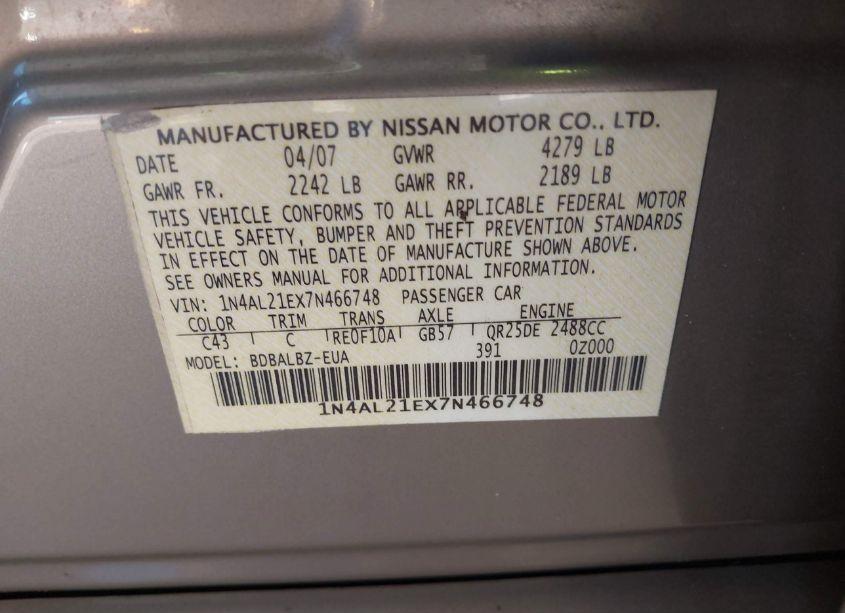 MANUFACTURED BY NISSAN MOTOR CO., LTD.
DATE 04/07 GVWR 4279 LB
GAWR FR. 2242 LB GAWR RR. 2189 LB
THIS VEHICLE CONFORMS TO ALL APPLICABLE FEDERAL MOTOR
VEHICLE SAFETY, BUMPER AND THEFT PREVENTION STANDARDS
IN EFFECT ON THE DATE OF MANUFACTURE SHOWN ABOVE.
SEE OWNERS MANUAL FOR ADDITIONAL INFORMATION.
VIN: 1N4AL21EX7N466748 PASSENGER CAR
COLOR TRIM TRANS AXLE ENGINE
C43 C RE0F10A GB57 QR25DE 2488CC
MODEL: BDBALBZ-EUA 391 0Z000
1N4AL21EX7N466748